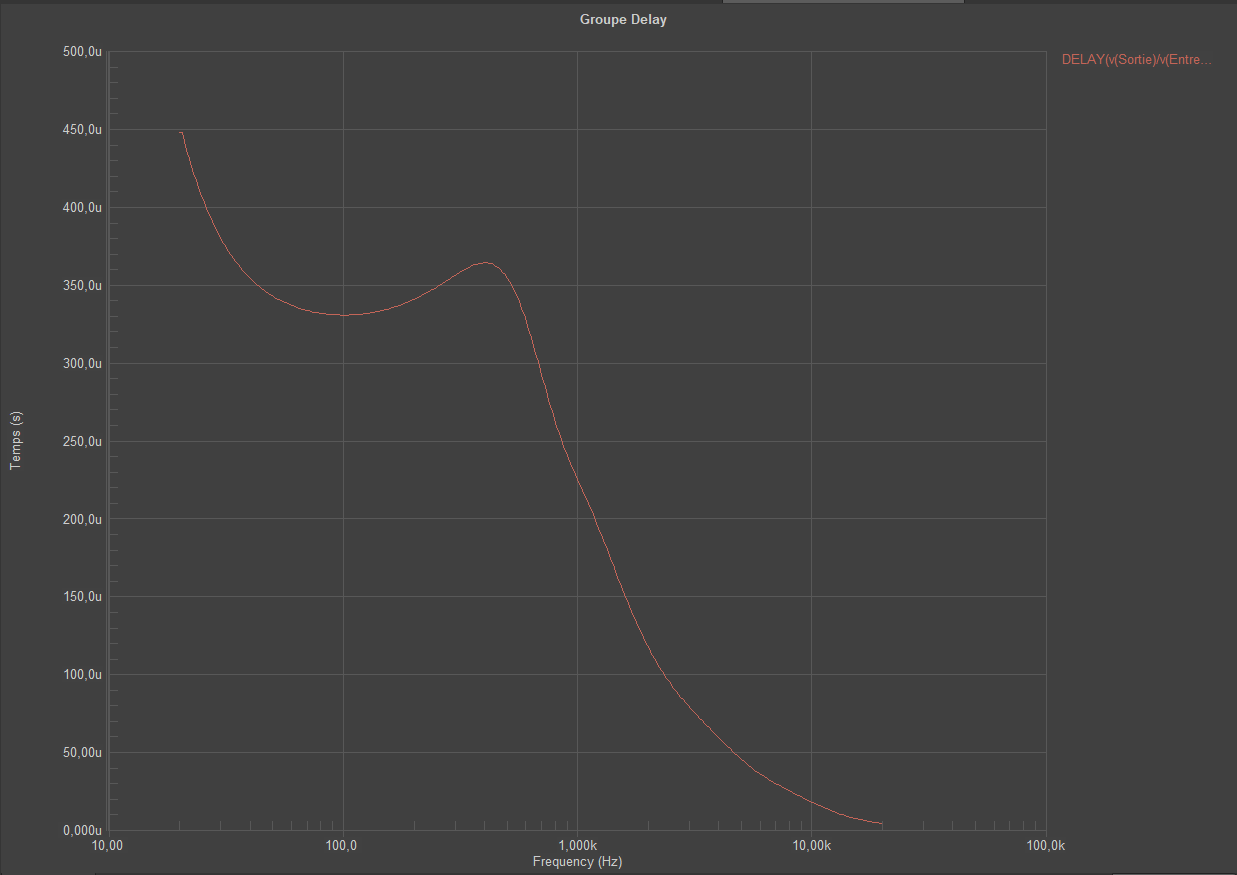 Groupe Delay
DELAY(v(Sortie)/v(Entre...
500,0u
450,0u
400,0u
350,0u
300,0u
250,0u
200,0u
150,0u
100,0u
50,00u
0,000u
Temps (s)
10,00
100,0
1,000k
10,00k
100,0k
Frequency (Hz)